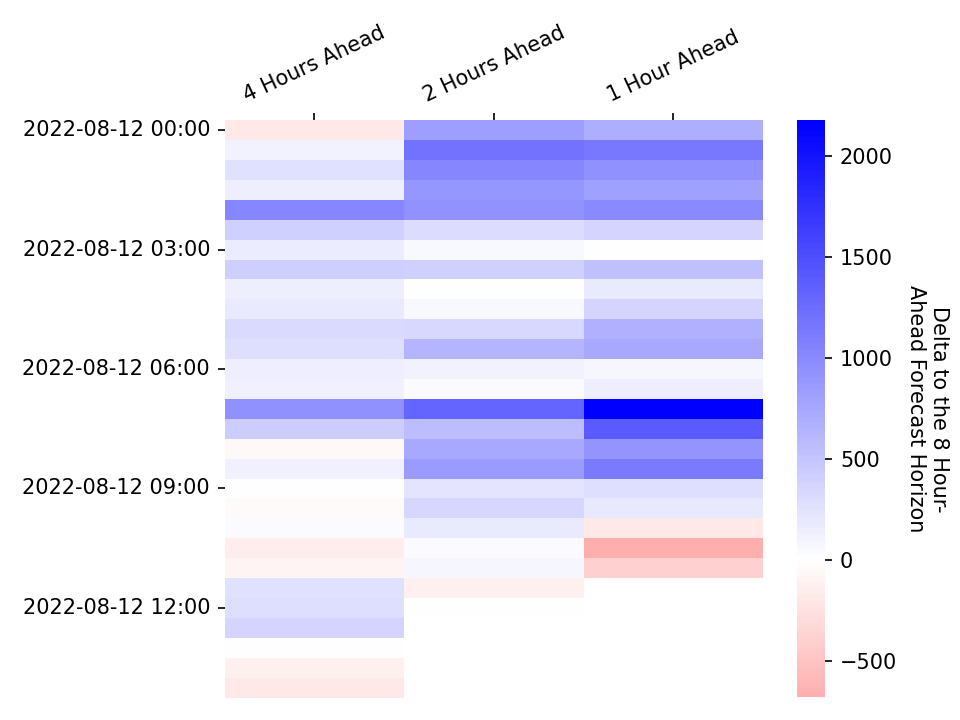 4 Hours Ahead
2 Hours Ahead
1 Hour Ahead
2022-08-12 00:00
2022-08-12 03:00
2022-08-12 06:00
2022-08-12 09:00
2022-08-12 12:00
2000
1500
1000
500
0
−500
Delta to the 8 Hour-
Ahead Forecast Horizon